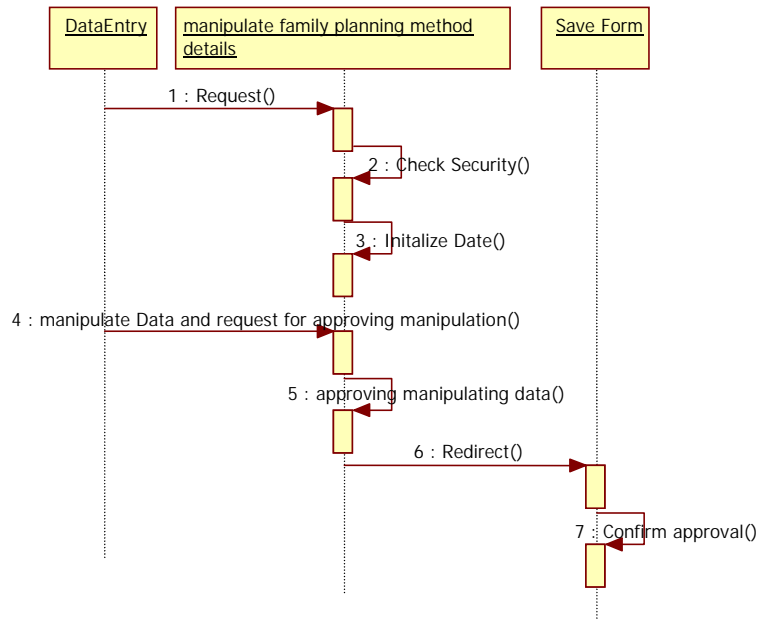 DataEntry
manipulate family planning method
details
Save Form
1 : Request()
2 : Check Security()
3 : Initalize Date()
4 : manipulate Data and request for approving manipulation()
5 : approving manipulating data()
6 : Redirect()
7 : Confirm approval()